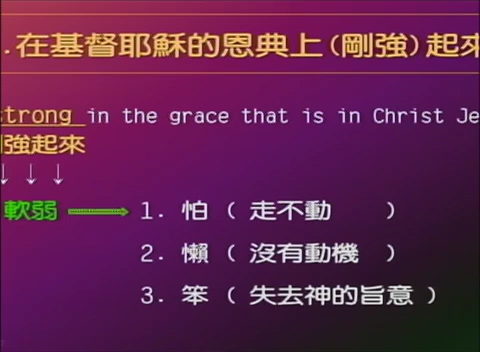 .在基督耶穌的恩典上(剛強)起來
strong in the grace that is in Christ Je
剛強起來
↓ ↓ ↓
軟弱 → 1. 怕 ( 走不動 )
2. 懶 ( 沒有動機 )
3. 笨 ( 失去神的旨意 )